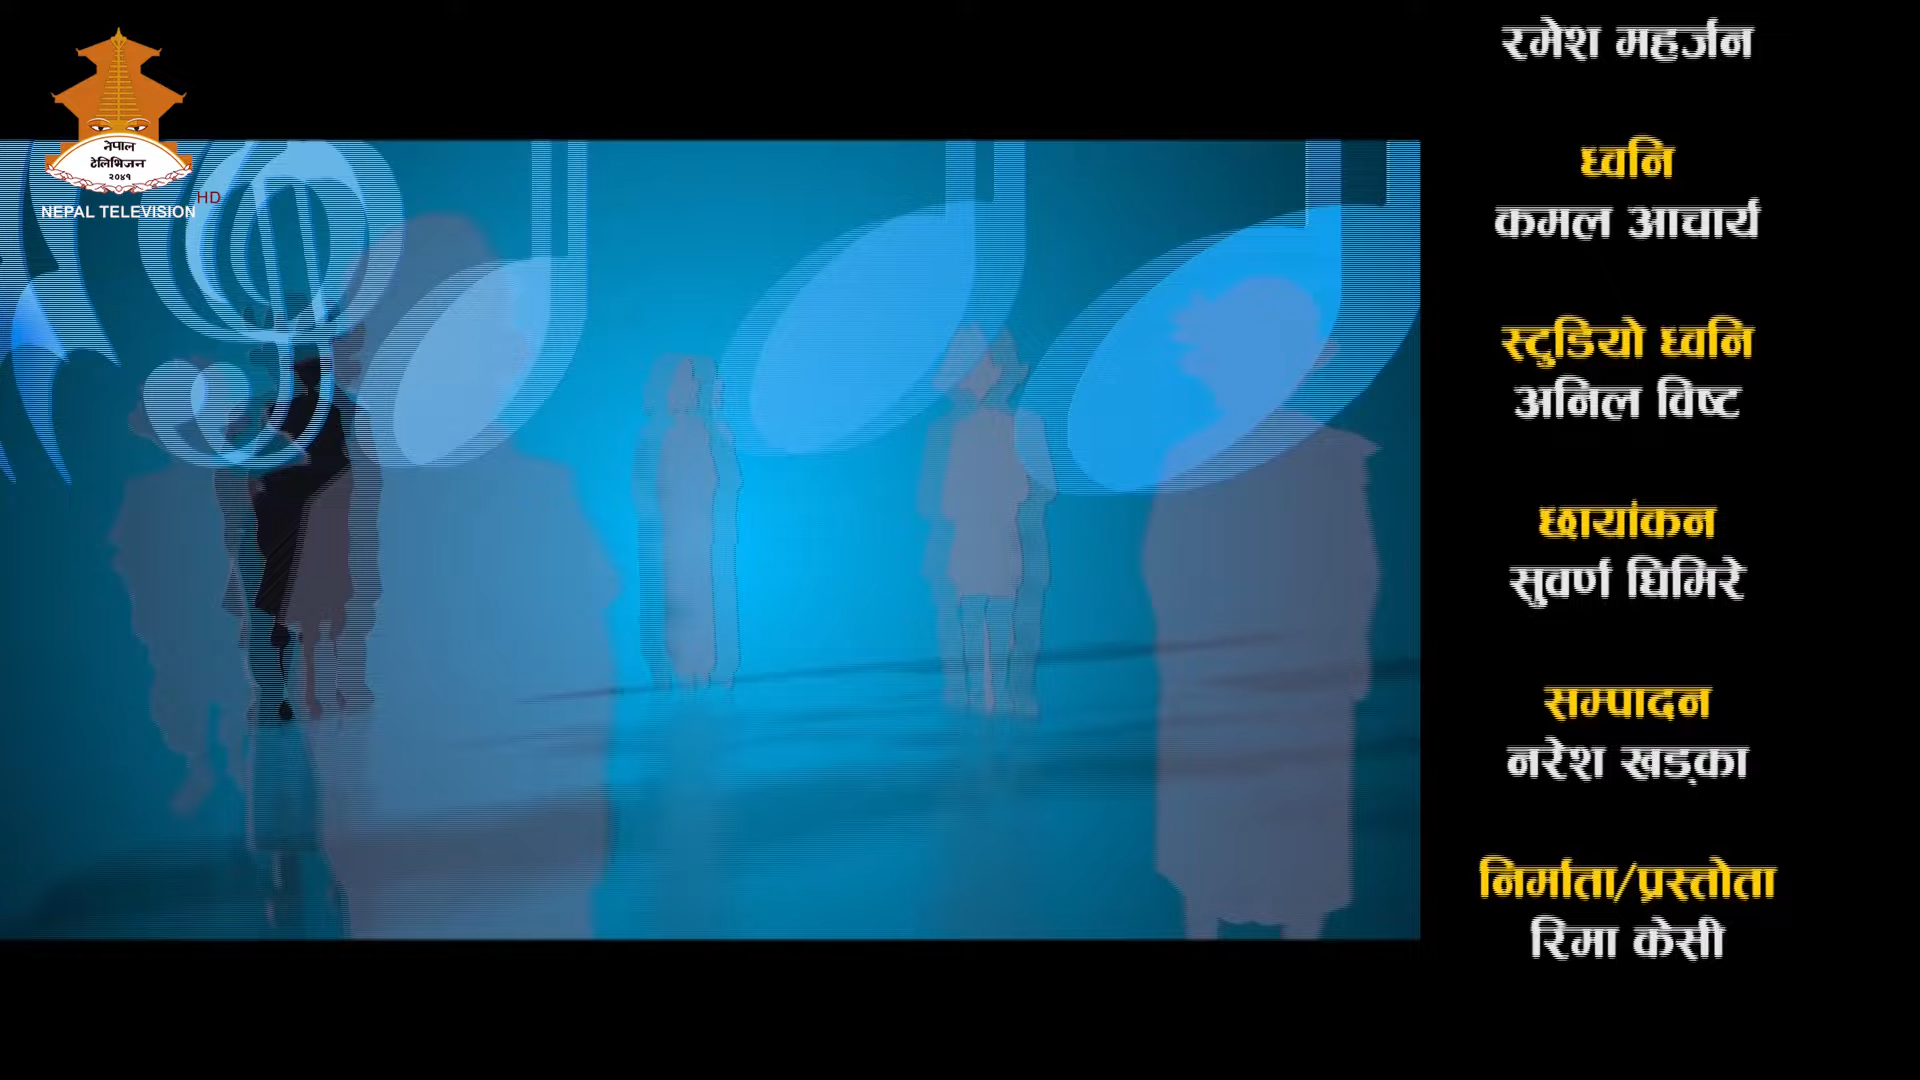 नेपाल
टेलिभिजन
२०४१
HD
NEPAL TELEVISION
रमेश महर्जन
ध्वनि
कमल आचार्य
स्टुडियो ध्वनि
अनिल विष्ट
छायांकन
सुवर्ण घिमिरे
सम्पादन
नरेश खड्का
निर्माता/प्रस्तोता
रिमा केसी